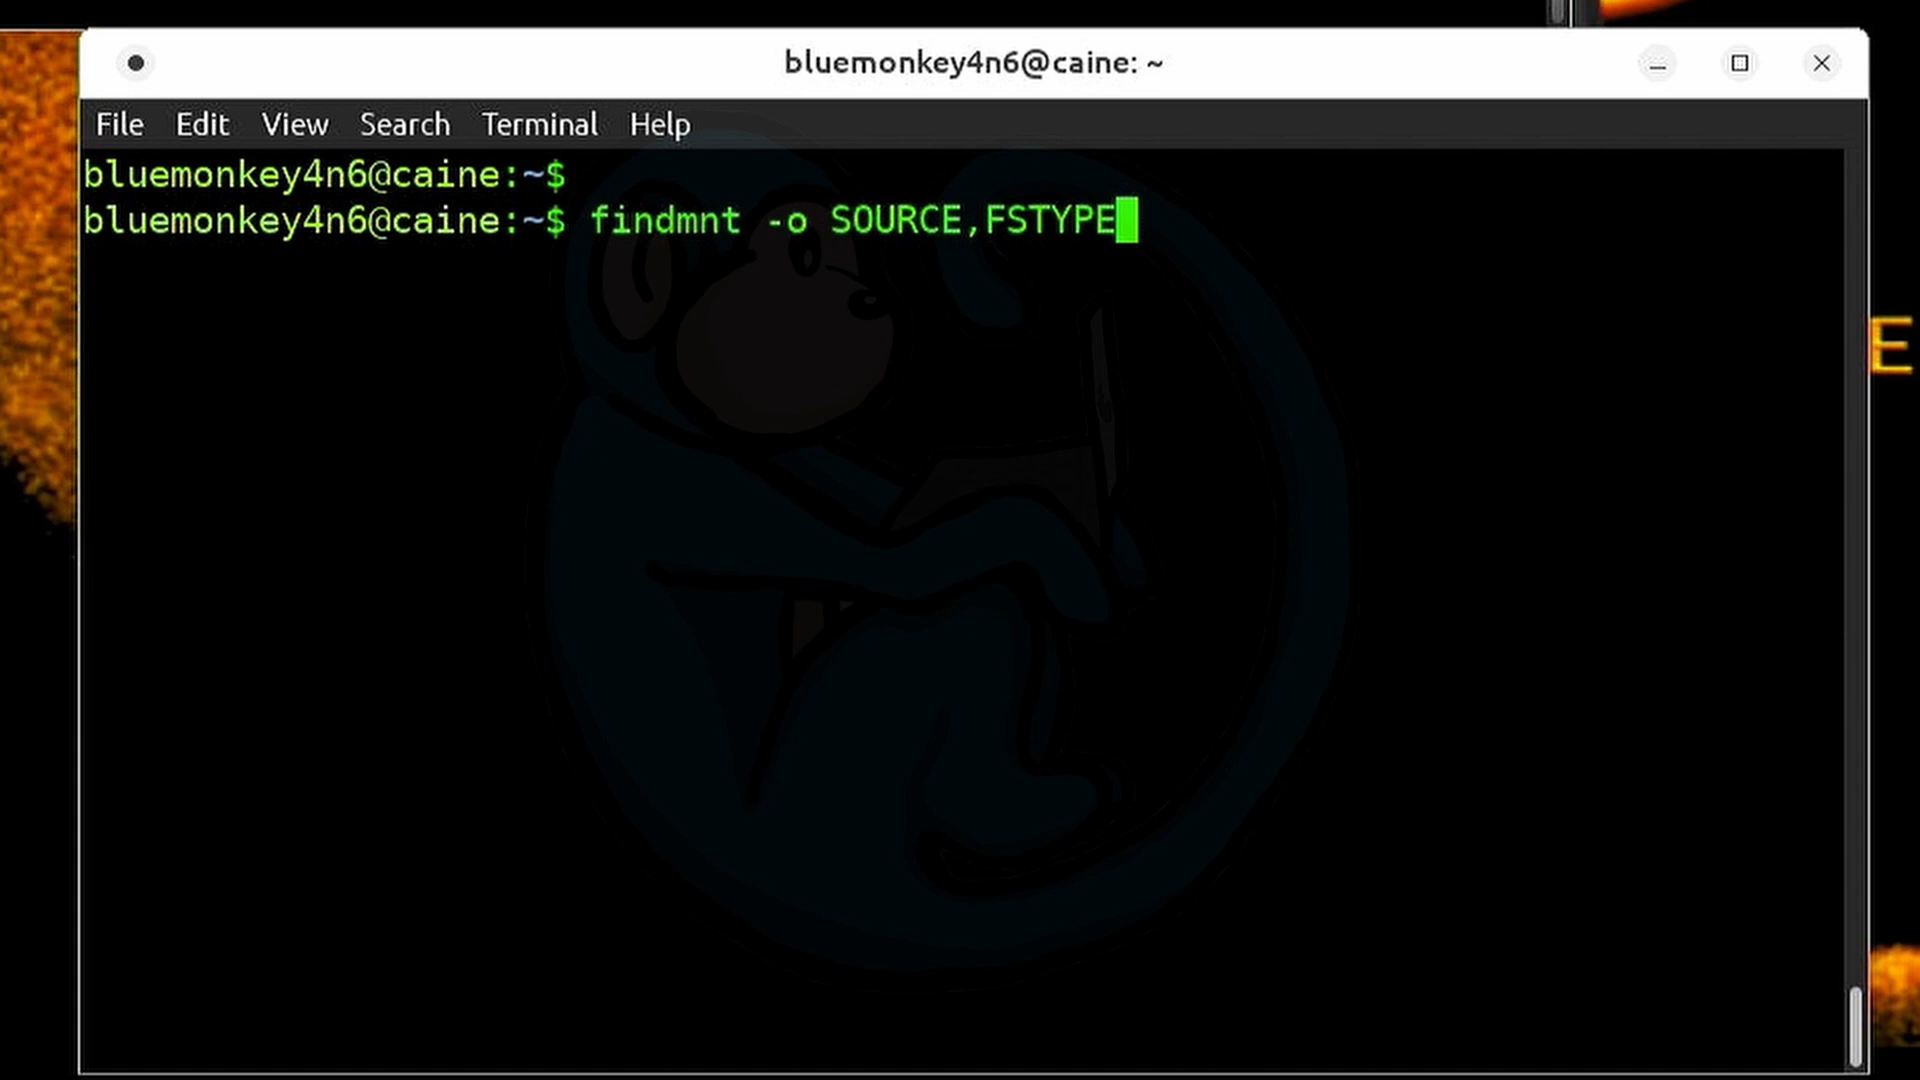 bluemonkey4n6@caine: ~
File Edit View Search Terminal Help
bluemonkey4n6@caine:~$
bluemonkey4n6@caine:~$ findmnt -o SOURCE,FSTYPE
E